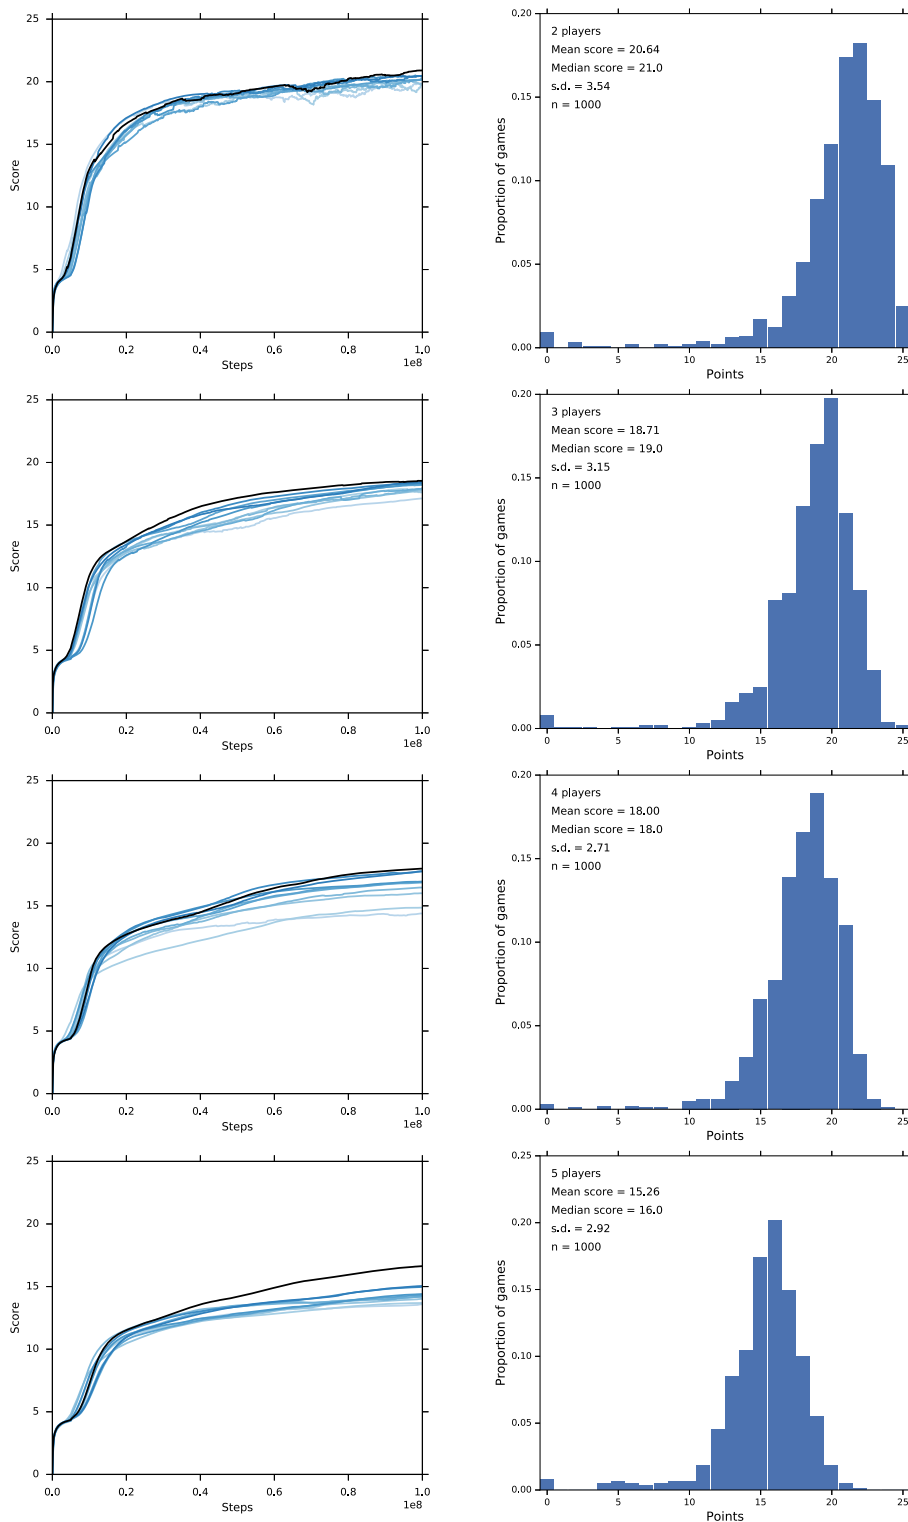 25
20
15
10
5
0
Score
0.0 0.2 0.4 0.6 0.8 1.0
1e8
Steps
0.20
0.15
0.10
0.05
0.00
Proportion of games
2 players
Mean score = 20.64
Median score = 21.0
s.d. = 3.54
n = 1000
0 5 10 15 20 25
Points
25
20
15
10
5
0
Score
0.0 0.2 0.4 0.6 0.8 1.0
1e8
Steps
0.20
0.15
0.10
0.05
0.00
Proportion of games
3 players
Mean score = 18.71
Median score = 19.0
s.d. = 3.15
n = 1000
0 5 10 15 20 25
Points
25
20
15
10
5
0
Score
0.0 0.2 0.4 0.6 0.8 1.0
1e8
Steps
0.20
0.15
0.10
0.05
0.00
Proportion of games
4 players
Mean score = 18.00
Median score = 18.0
s.d. = 2.71
n = 1000
0 5 10 15 20 25
Points
25
20
15
10
5
0
Score
0.0 0.2 0.4 0.6 0.8 1.0
1e8
Steps
0.25
0.20
0.15
0.10
0.05
0.00
Proportion of games
5 players
Mean score = 15.26
Median score = 16.0
s.d. = 2.92
n = 1000
0 5 10 15 20 25
Points